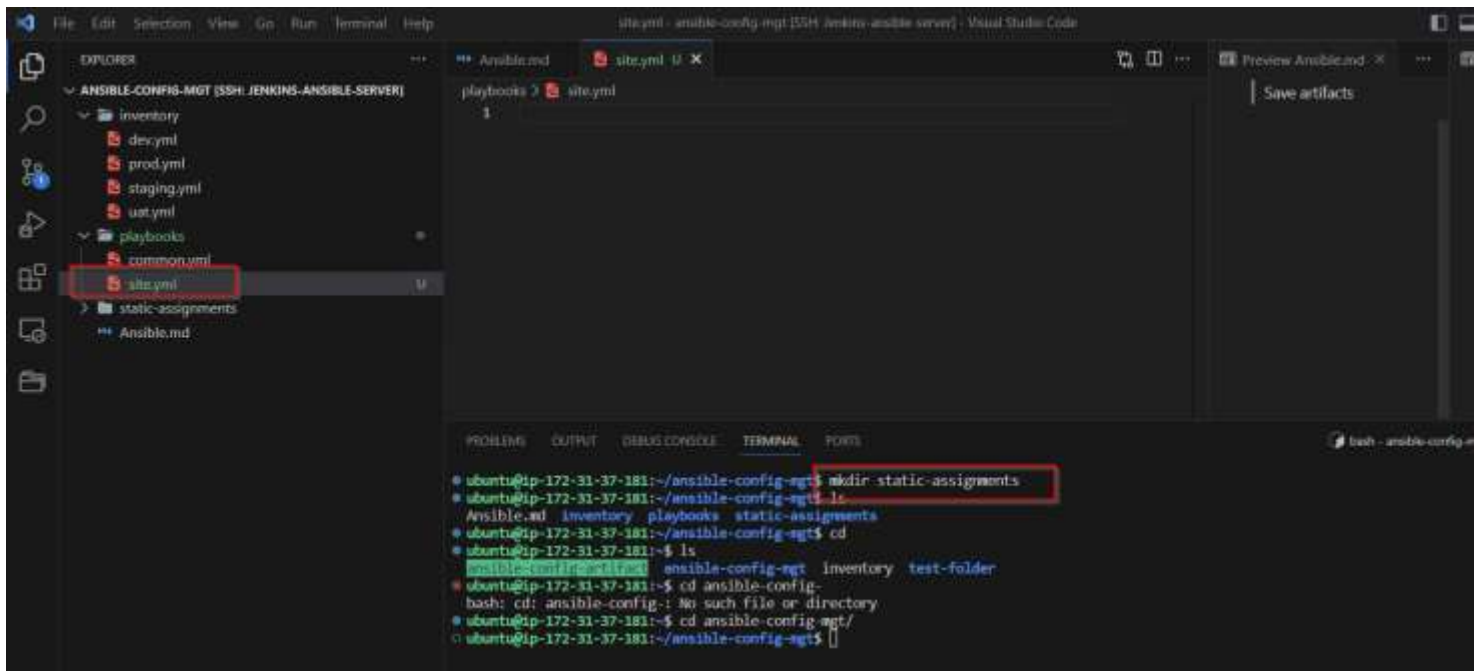 File Edit Selection View Go Run Terminal Help
site.yml - ansible-config-mgt [SSH: Jenkins-ansible server] - Visual Studio Code
EXPLORER
ANSIBLE-CONFIG-MGT [SSH: JENKINS-ANSIBLE-SERVER]
inventory
dev.yml
prod.yml
staging.yml
uat.yml
playbooks
common.yml
site.yml U
static-assignments
Ansible.md
1
Ansible.md site.yml U
playbooks > site.yml
1
Preview Ansible.md
Save artifacts
PROBLEMS OUTPUT DEBUG CONSOLE TERMINAL PORTS
bash - ansible-config-m
ubuntu@ip-172-31-37-181:~/ansible-config-mgt$ mkdir static-assignments
ubuntu@ip-172-31-37-181:~/ansible-config-mgt$ ls
Ansible.md inventory playbooks static-assignments
ubuntu@ip-172-31-37-181:~/ansible-config-mgt$ cd
ubuntu@ip-172-31-37-181:~$ ls
ansible-config-artifact ansible-config-mgt inventory test-folder
ubuntu@ip-172-31-37-181:~$ cd ansible-config-
bash: cd: ansible-config-: No such file or directory
ubuntu@ip-172-31-37-181:~$ cd ansible-config-mgt/
ubuntu@ip-172-31-37-181:~/ansible-config-mgt$